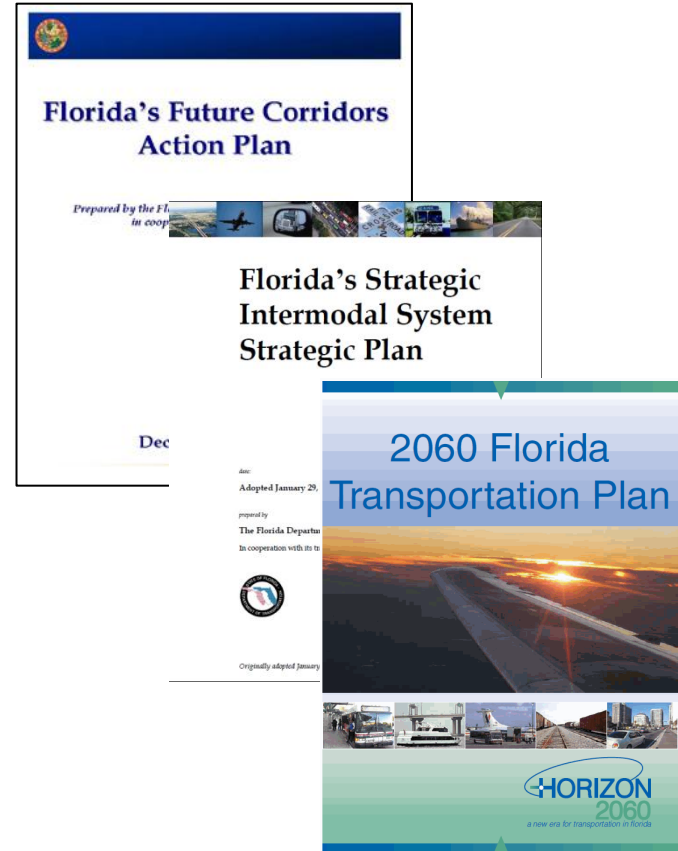 Florida's Future Corridors
Action Plan
Prepared by the Fl
in coop
Dec
Florida's Strategic
Intermodal System
Strategic Plan
date:
Adopted January 29,
prepared by
The Florida Departm
In cooperation with its tr
Originally adopted January
2060 Florida
Transportation Plan
HORIZON
2060
a new era for transportation in florida